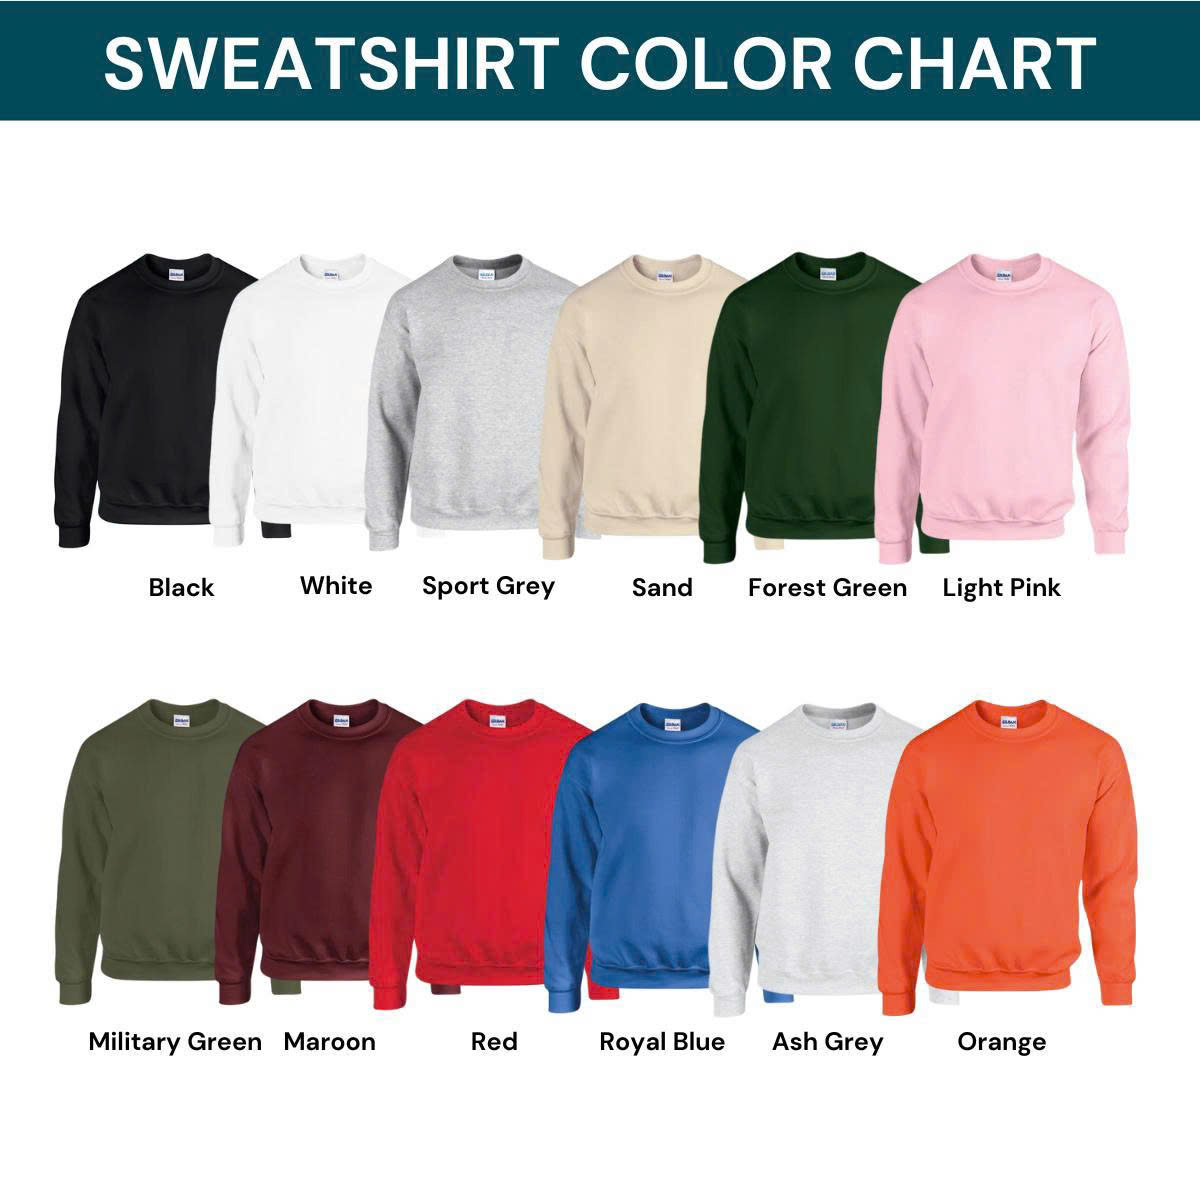 SWEATSHIRT COLOR CHART
Black
White
Sport Grey
Sand
Forest Green
Light Pink
Military Green
Maroon
Red
Royal Blue
Ash Grey
Orange